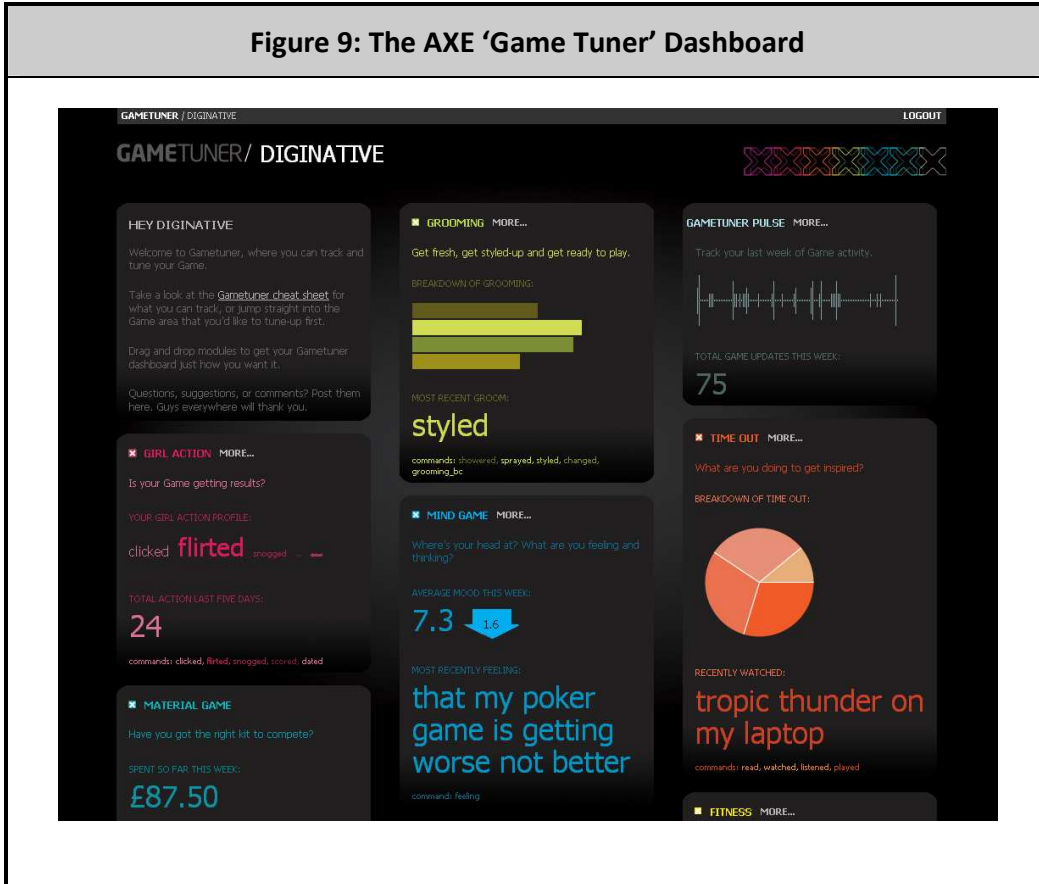 Figure 9: The AXE ‘Game Tuner’ Dashboard
GAMETUNER / DIGINATIVE
LOGOUT
GAMETUNER/ DIGINATIVE
HEY DIGINATIVE
Welcome to Gametuner, where you can track and
tune your Game.
Take a look at the Gametuner cheat sheet for
what you can track, or jump straight into the
Game area that you'd like to tune-up first.
Drag and drop modules to get your Gametuner
dashboard just how you want it.
Questions, suggestions, or comments? Post them
here. Guys everywhere will thank you.
GIRL ACTION MORE...
Is your Game getting results?
YOUR GIRL ACTION PROFILE:
clicked flirted snogged
TOTAL ACTION LAST FIVE DAYS:
24
commands: clicked, flirted, snogged, scored, dated
MATERIAL GAME
Have you got the right kit to compete?
SPENT SO FAR THIS WEEK:
£87.50
GROOMING MORE...
Get fresh, get styled-up and get ready to play.
BREAKDOWN OF GROOMING:
MOST RECENT GROOM:
styled
commands: showered, sprayed, styled, changed,
grooming_bc
MIND GAME MORE...
Where's your head at? What are you feeling and
thinking?
AVERAGE MOOD THIS WEEK:
7.3 1.6
MOST RECENTLY FEELING:
that my poker
game is getting
worse not better
command: feeling
GAMETUNER PULSE MORE...
Track your last week of Game activity.
TOTAL GAME UPDATES THIS WEEK:
75
TIME OUT MORE...
What are you doing to get inspired?
BREAKDOWN OF TIME OUT:
RECENTLY WATCHED:
tropic thunder on
my laptop
commands: read, watched, listened, played
FITNESS MORE...